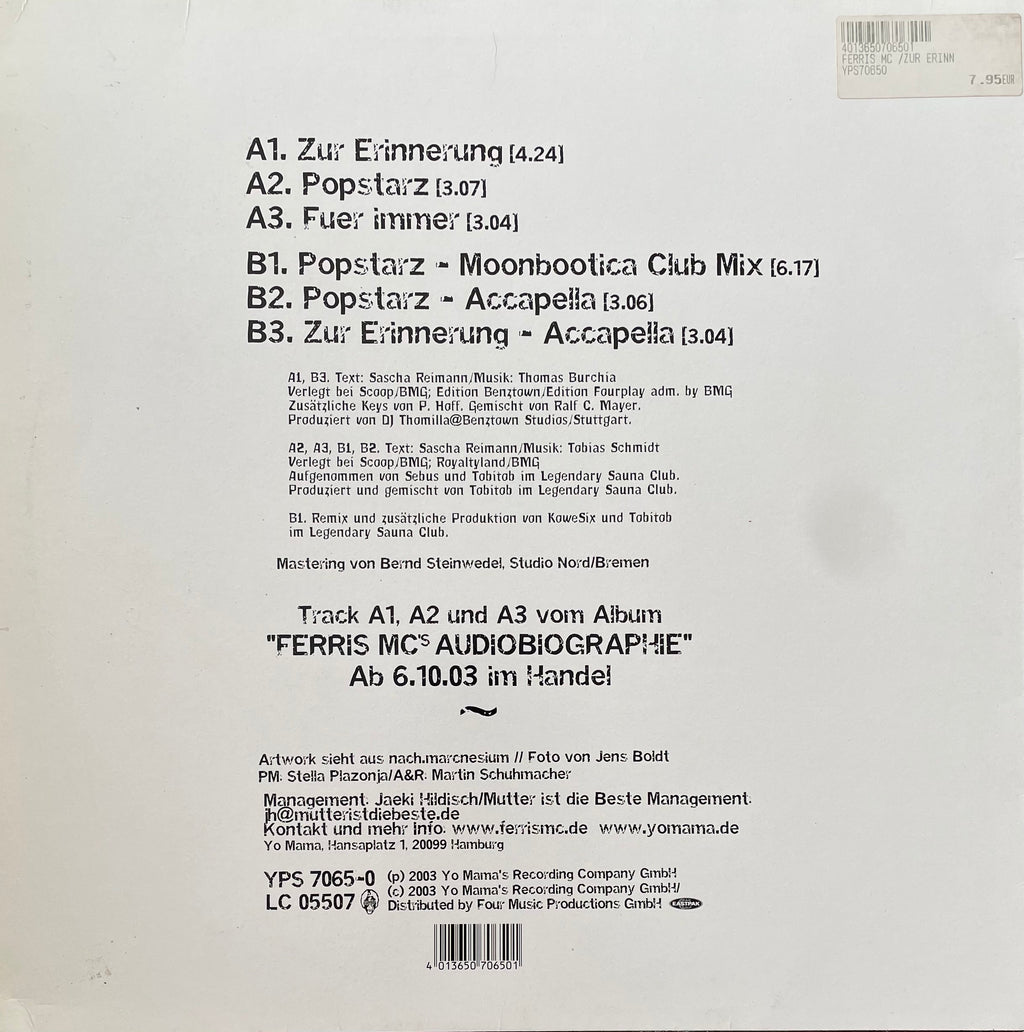 4013650706501
FERRIS MC /ZUR ERINN
YPS70650
7.95EUR
A1. Zur Erinnerung [4.24]
A2. Popstarz [3.07]
A3. Fuer immer [3.04]
B1. Popstarz - Moonbootica Club Mix [6.17]
B2. Popstarz - Accapella [3.06]
B3. Zur Erinnerung - Accapella [3.04]
A1, B3. Text: Sascha Reimann/Musik: Thomas Burchia
Verlegt bei Scoop/BMG; Edition Benztown/Edition Fourplay adm. by BMG
Zusätzliche Keys von P. Hoff. Gemischt von Ralf C. Mayer.
Produziert von DJ Thomilla@Benztown Studios/Stuttgart.
A2, A3, B1, B2. Text: Sascha Reimann/Musik: Tobias Schmidt
Verlegt bei Scoop/BMG; Royaltyland/BMG
Aufgenommen von Sebus und Tobitob im Legendary Sauna Club.
Produziert und gemischt von Tobitob im Legendary Sauna Club.
B1. Remix und zusätzliche Produktion von KoweSix und Tobitob
im Legendary Sauna Club.
Mastering von Bernd Steinwedel, Studio Nord/Bremen
Track A1, A2 und A3 vom Album
"FERRIS MC'S AUDiOBiOGRAPHiE"
Ab 6.10.03 im Handel
Artwork sieht aus nach.marcnesium // Foto von Jens Boldt
PM: Stella Plazonja/A&R: Martin Schuhmacher
Management: Jaeki Hildisch/Mutter ist die Beste Management:
jh@mutteristdiebeste.de
Kontakt und mehr Info: www.ferrismc.de www.yomama.de
Yo Mama, Hansaplatz 1, 20099 Hamburg
YPS 7065-0 (p) 2003 Yo Mama's Recording Company GmbH
(c) 2003 Yo Mama's Recording Company GmbH/
LC 05507 Distributed by Four Music Productions GmbH EASTPAK
4 013650 706501